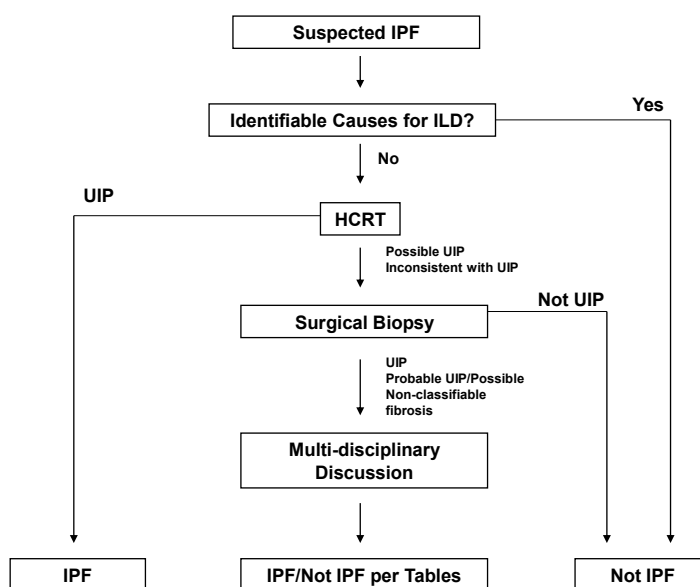 Suspected IPF
Identifiable Causes for ILD?
Yes
No
UIP
HCRT
Possible UIP
Inconsistent with UIP
Surgical Biopsy
Not UIP
UIP
Probable UIP/Possible
Non-classifiable
fibrosis
Multi-disciplinary
Discussion
IPF
IPF/Not IPF per Tables
Not IPF